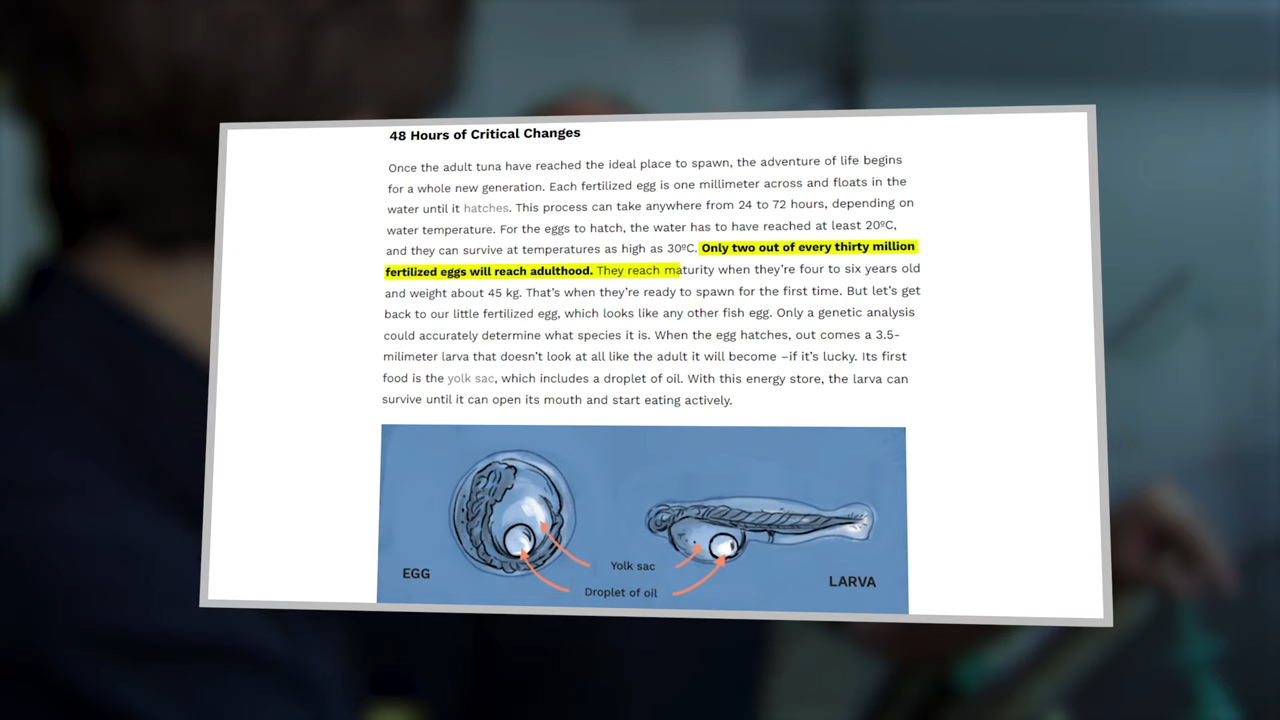 48 Hours of Critical Changes
Once the adult tuna have reached the ideal place to spawn, the adventure of life begins
for a whole new generation. Each fertilized egg is one millimeter across and floats in the
water until it hatches. This process can take anywhere from 24 to 72 hours, depending on
water temperature. For the eggs to hatch, the water has to have reached at least 20ºC,
and they can survive at temperatures as high as 30ºC. Only two out of every thirty million
fertilized eggs will reach adulthood. They reach maturity when they're four to six years old
and weight about 45 kg. That's when they're ready to spawn for the first time. But let's get
back to our little fertilized egg, which looks like any other fish egg. Only a genetic analysis
could accurately determine what species it is. When the egg hatches, out comes a 3.5-
milimeter larva that doesn't look at all like the adult it will become –if it's lucky. Its first
food is the yolk sac, which includes a droplet of oil. With this energy store, the larva can
survive until it can open its mouth and start eating actively.
Yolk sac
EGG
LARVA
Droplet of oil